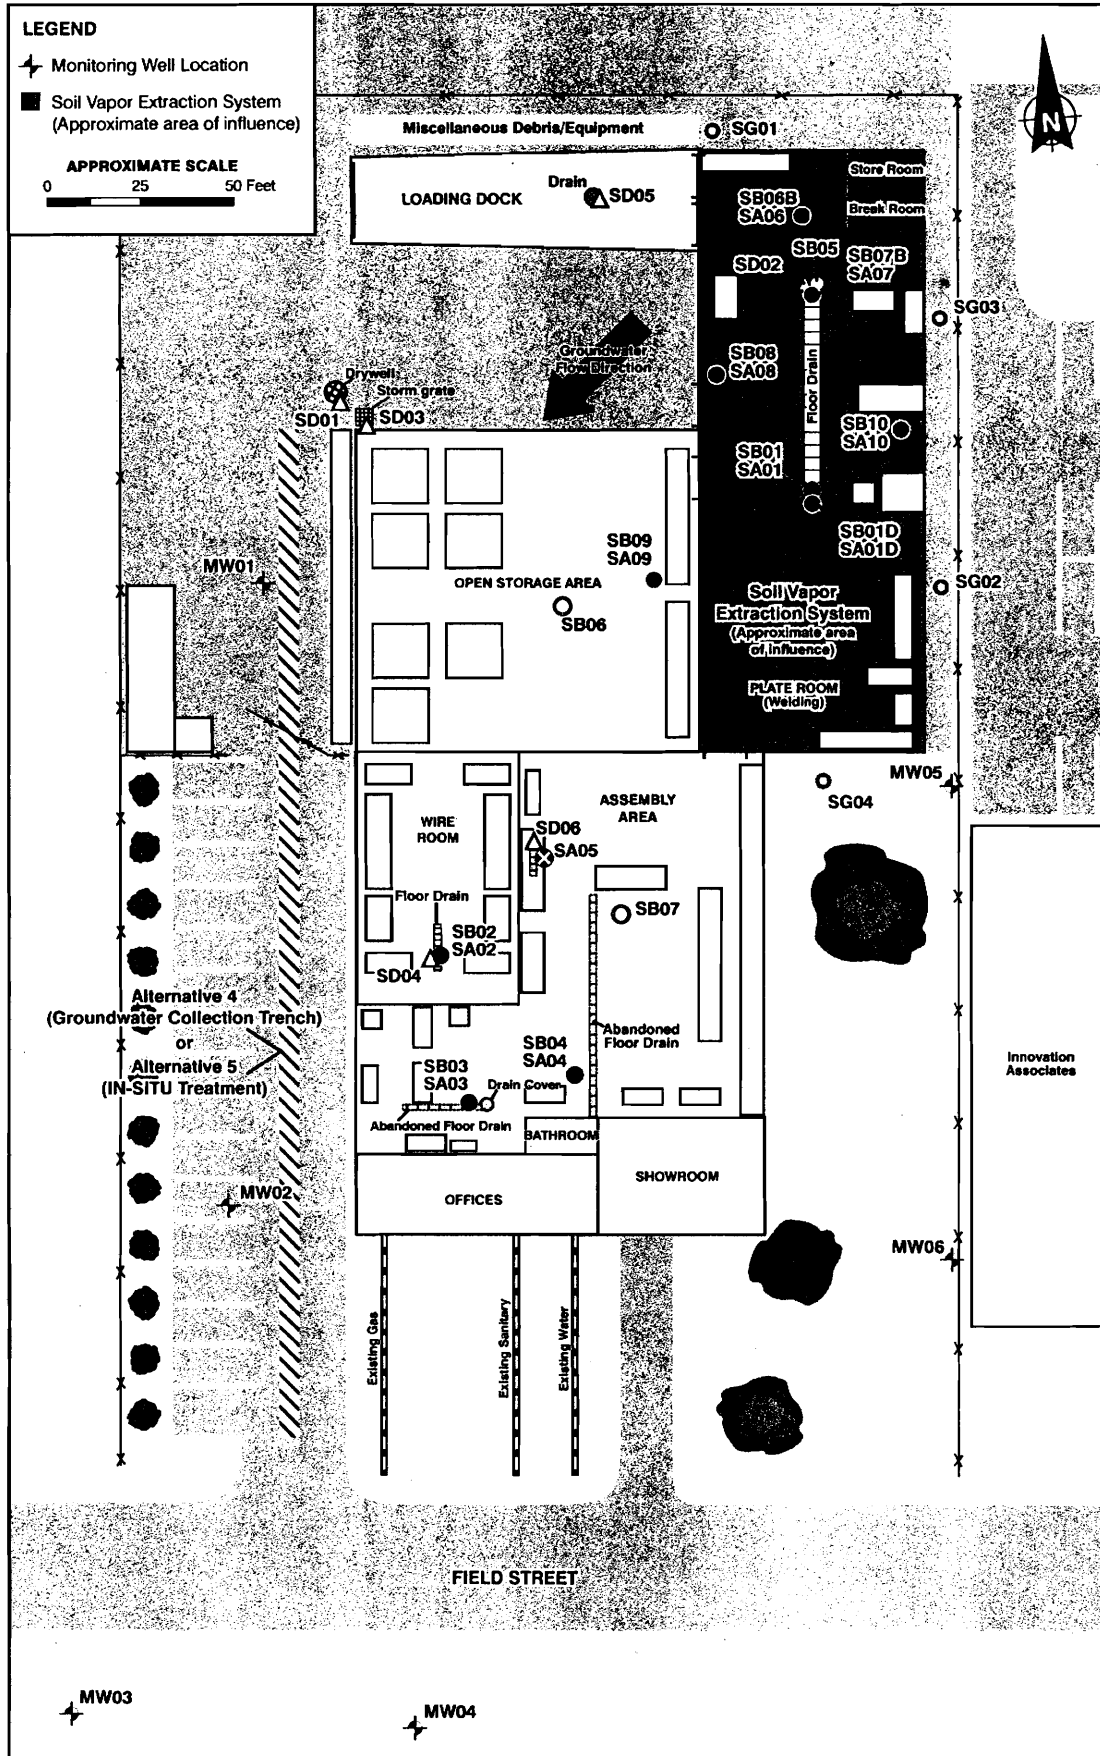 LEGEND
Monitoring Well Location
Soil Vapor Extraction System
(Approximate area of influence)
APPROXIMATE SCALE
0 25 50 Feet
N
Miscellaneous Debris/Equipment
SG01
LOADING DOCK
Drain
SD05
Store Room
Break Room
SB06B
SA06
SB05
SD02
SB07B
SA07
SG03
Groundwater
Flow Direction
SB08
SA08
Floor Drain
Drywell
Storm grate
SD01
SD03
SB10
SA10
SB01
SA01
SB01D
SA01D
SB09
SA09
MW01
OPEN STORAGE AREA
SB06
SG02
Soil Vapor
Extraction System
(Approximate area
of influence)
PLATE ROOM
(Welding)
MW05
SG04
WIRE
ROOM
ASSEMBLY
AREA
SD06
SA05
Floor Drain
SB07
SB02
SA02
SD04
Alternative 4
(Groundwater Collection Trench)
or
Alternative 5
(IN-SITU Treatment)
Abandoned
Floor Drain
SB04
SA04
SB03
SA03
Drain Cover
Abandoned Floor Drain
BATHROOM
Innovation
Associates
SHOWROOM
OFFICES
MW02
MW06
Existing Gas
Existing Sanitary
Existing Water
FIELD STREET
MW03
MW04